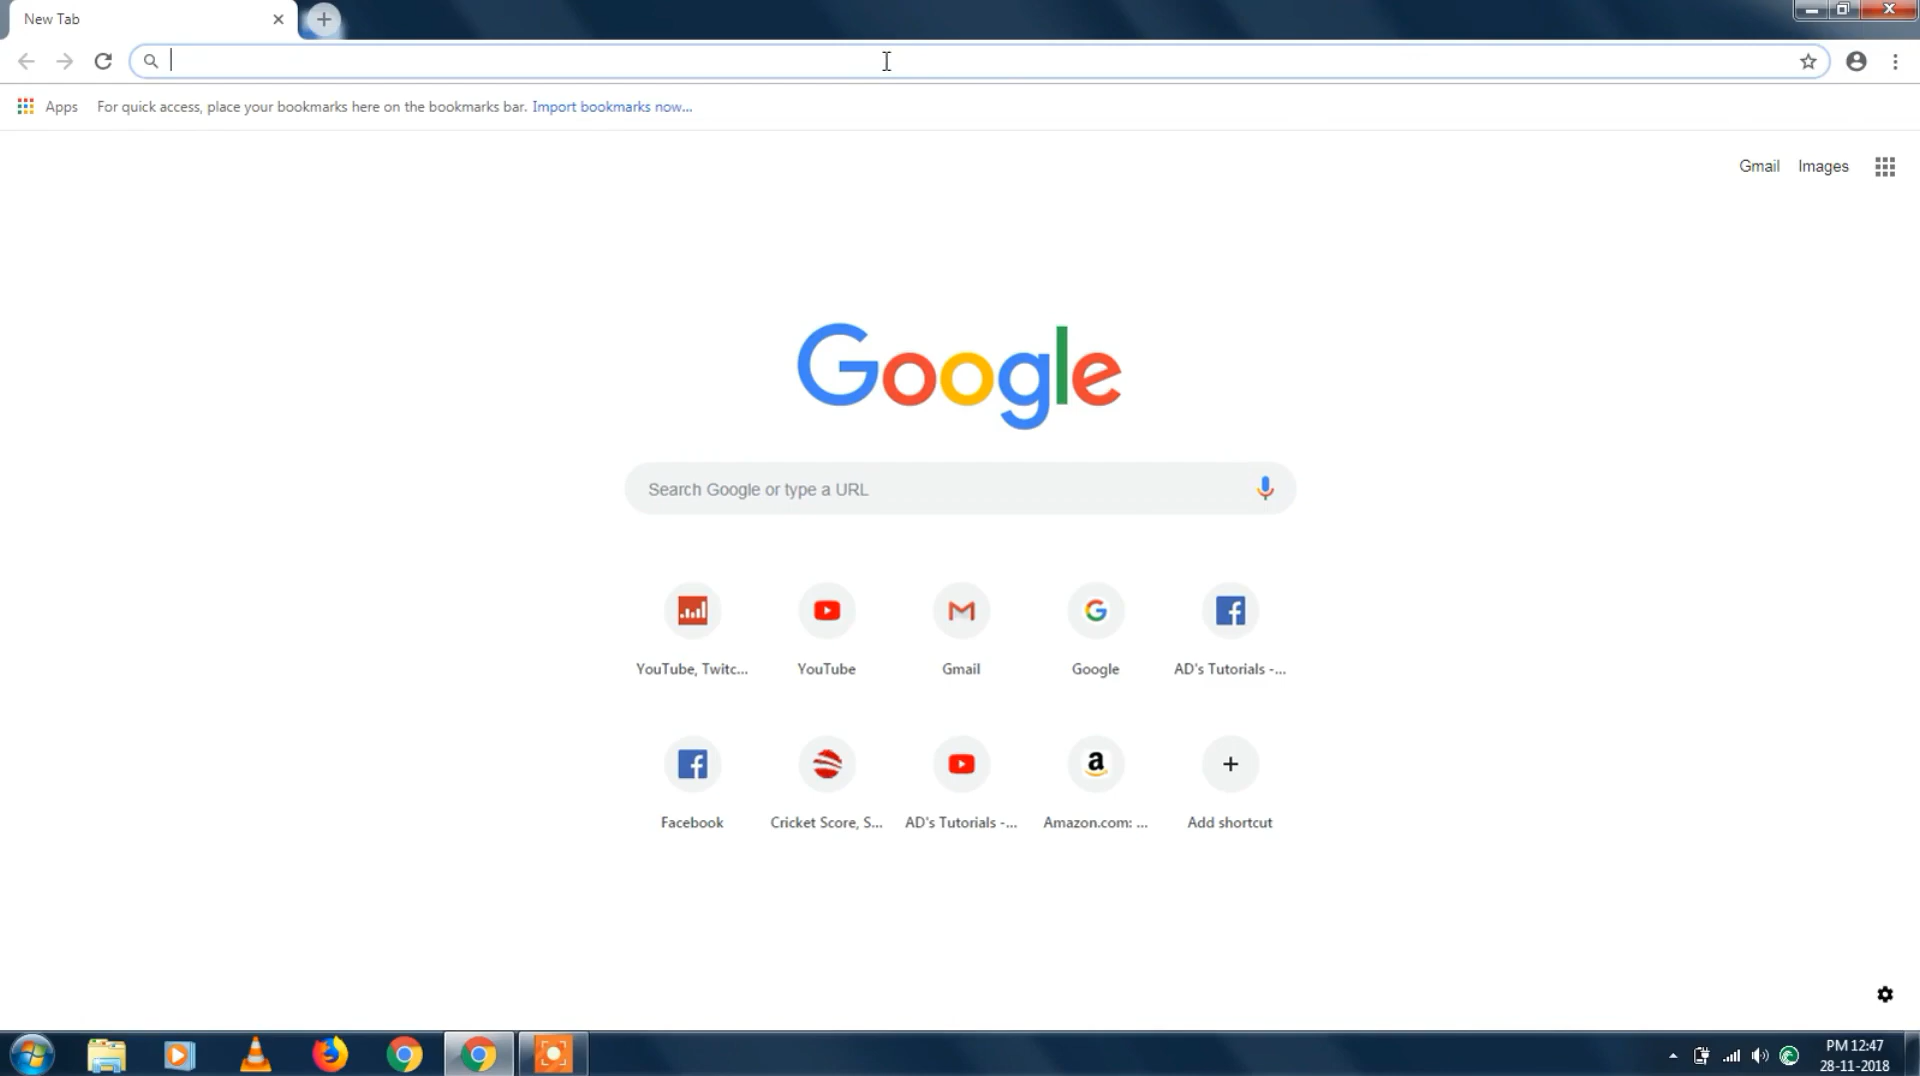 New Tab
Apps For quick access, place your bookmarks here on the bookmarks bar. Import bookmarks now...
Gmail Images
Google
Search Google or type a URL
YouTube, Twitc... YouTube Gmail Google AD's Tutorials -...
Facebook Cricket Score, S... AD's Tutorials -... Amazon.com: ... Add shortcut
PM 12:47
28-11-2018